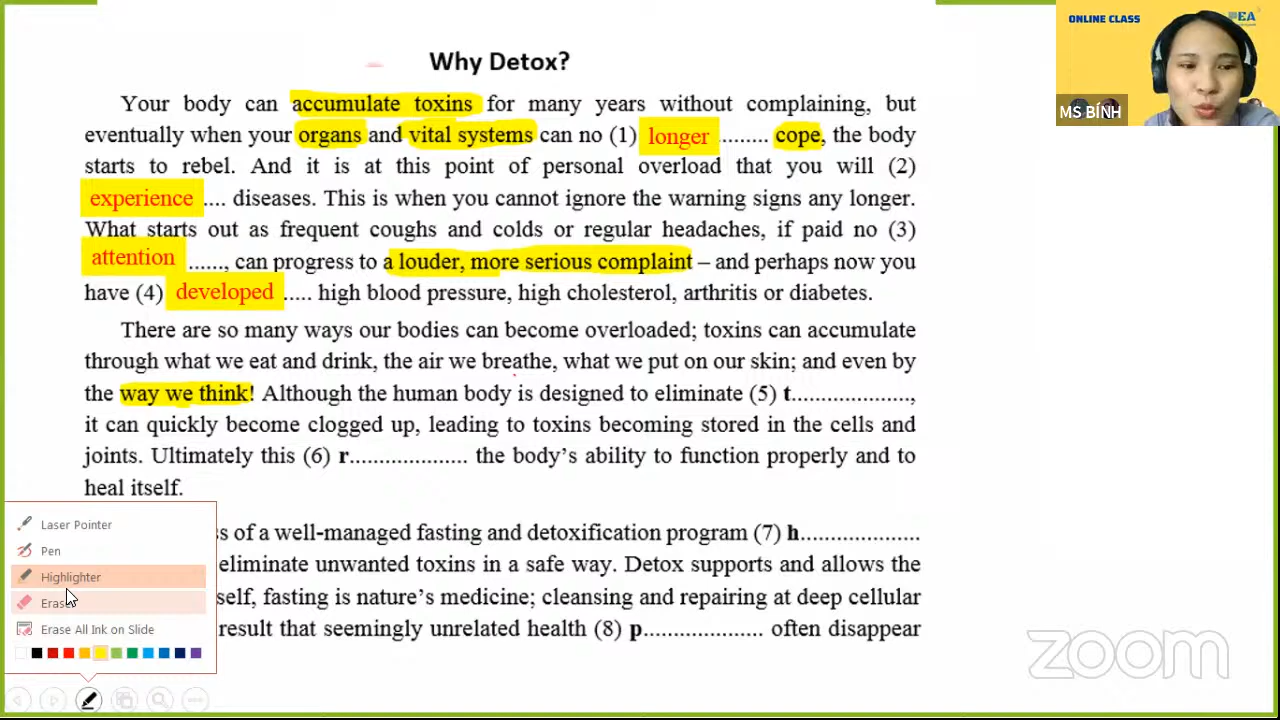 ONLINE CLASS
EA
MS BÍNH
Why Detox?
Your body can accumulate toxins for many years without complaining, but
eventually when your organs and vital systems can no (1) longer ........ cope, the body
starts to rebel. And it is at this point of personal overload that you will (2)
experience .... diseases. This is when you cannot ignore the warning signs any longer.
What starts out as frequent coughs and colds or regular headaches, if paid no (3)
attention ......, can progress to a louder, more serious complaint – and perhaps now you
have (4) developed ..... high blood pressure, high cholesterol, arthritis or diabetes.
There are so many ways our bodies can become overloaded; toxins can accumulate
through what we eat and drink, the air we breathe, what we put on our skin; and even by
the way we think! Although the human body is designed to eliminate (5) t....................,
it can quickly become clogged up, leading to toxins becoming stored in the cells and
joints. Ultimately this (6) r.................... the body's ability to function properly and to
heal itself.
ss of a well-managed fasting and detoxification program (7) h....................
eliminate unwanted toxins in a safe way. Detox supports and allows the
self, fasting is nature's medicine; cleansing and repairing at deep cellular
result that seemingly unrelated health (8) p.................... often disappear
Laser Pointer
Pen
Highlighter
Eraser
Erase All Ink on Slide
zoom